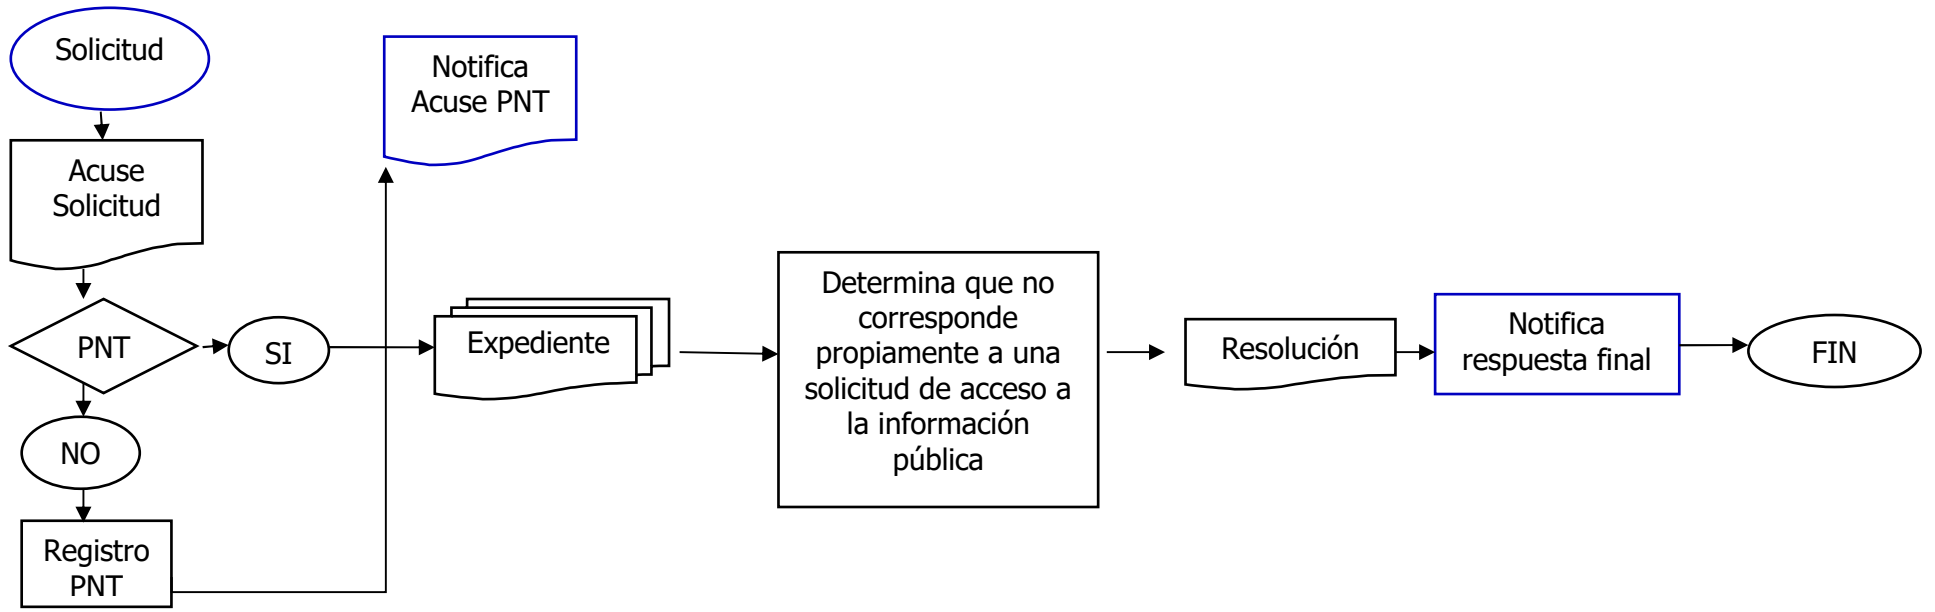 Solicitud
Notifica
Acuse PNT
Acuse
Solicitud
PNT
SI
Expediente
Determina que no
corresponde
propiamente a una
solicitud de acceso a
la información
pública
Resolución
Notifica
respuesta final
FIN
NO
Registro
PNT